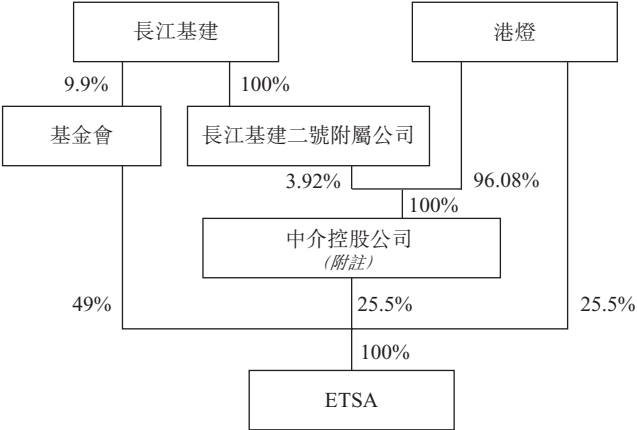 長江基建
港燈
9.9%
100%
基金會
長江基建二號附屬公司
3.92%
96.08%
100%
中介控股公司
(附註)
49%
25.5%
25.5%
100%
ETSA